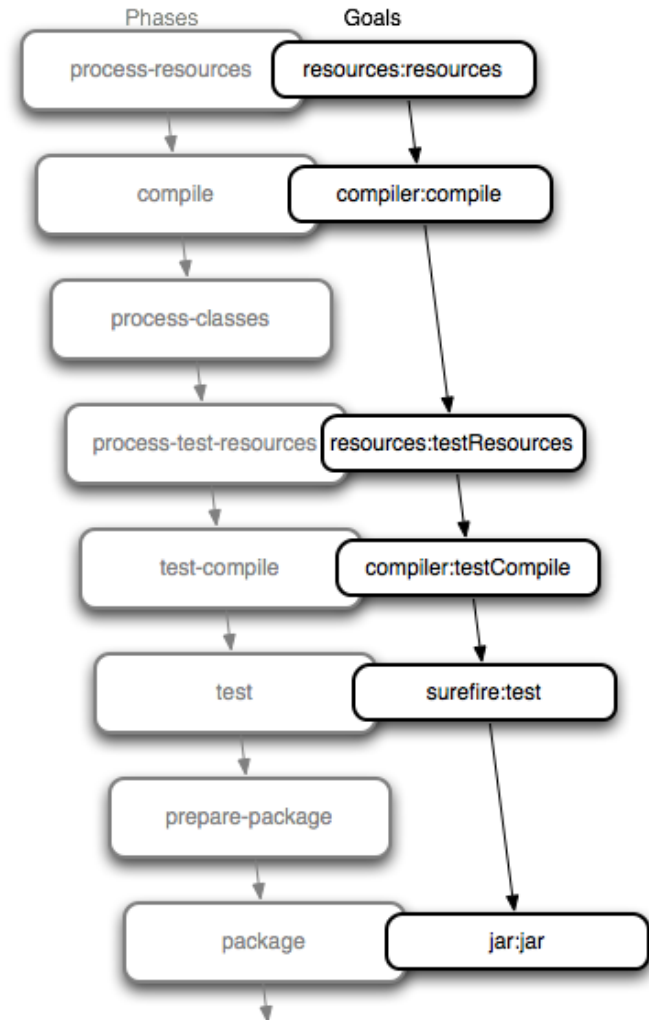 Phases Goals
process-resources resources:resources
compile compiler:compile
process-classes
process-test-resources resources:testResources
test-compile compiler:testCompile
test surefire:test
prepare-package
package jar:jar